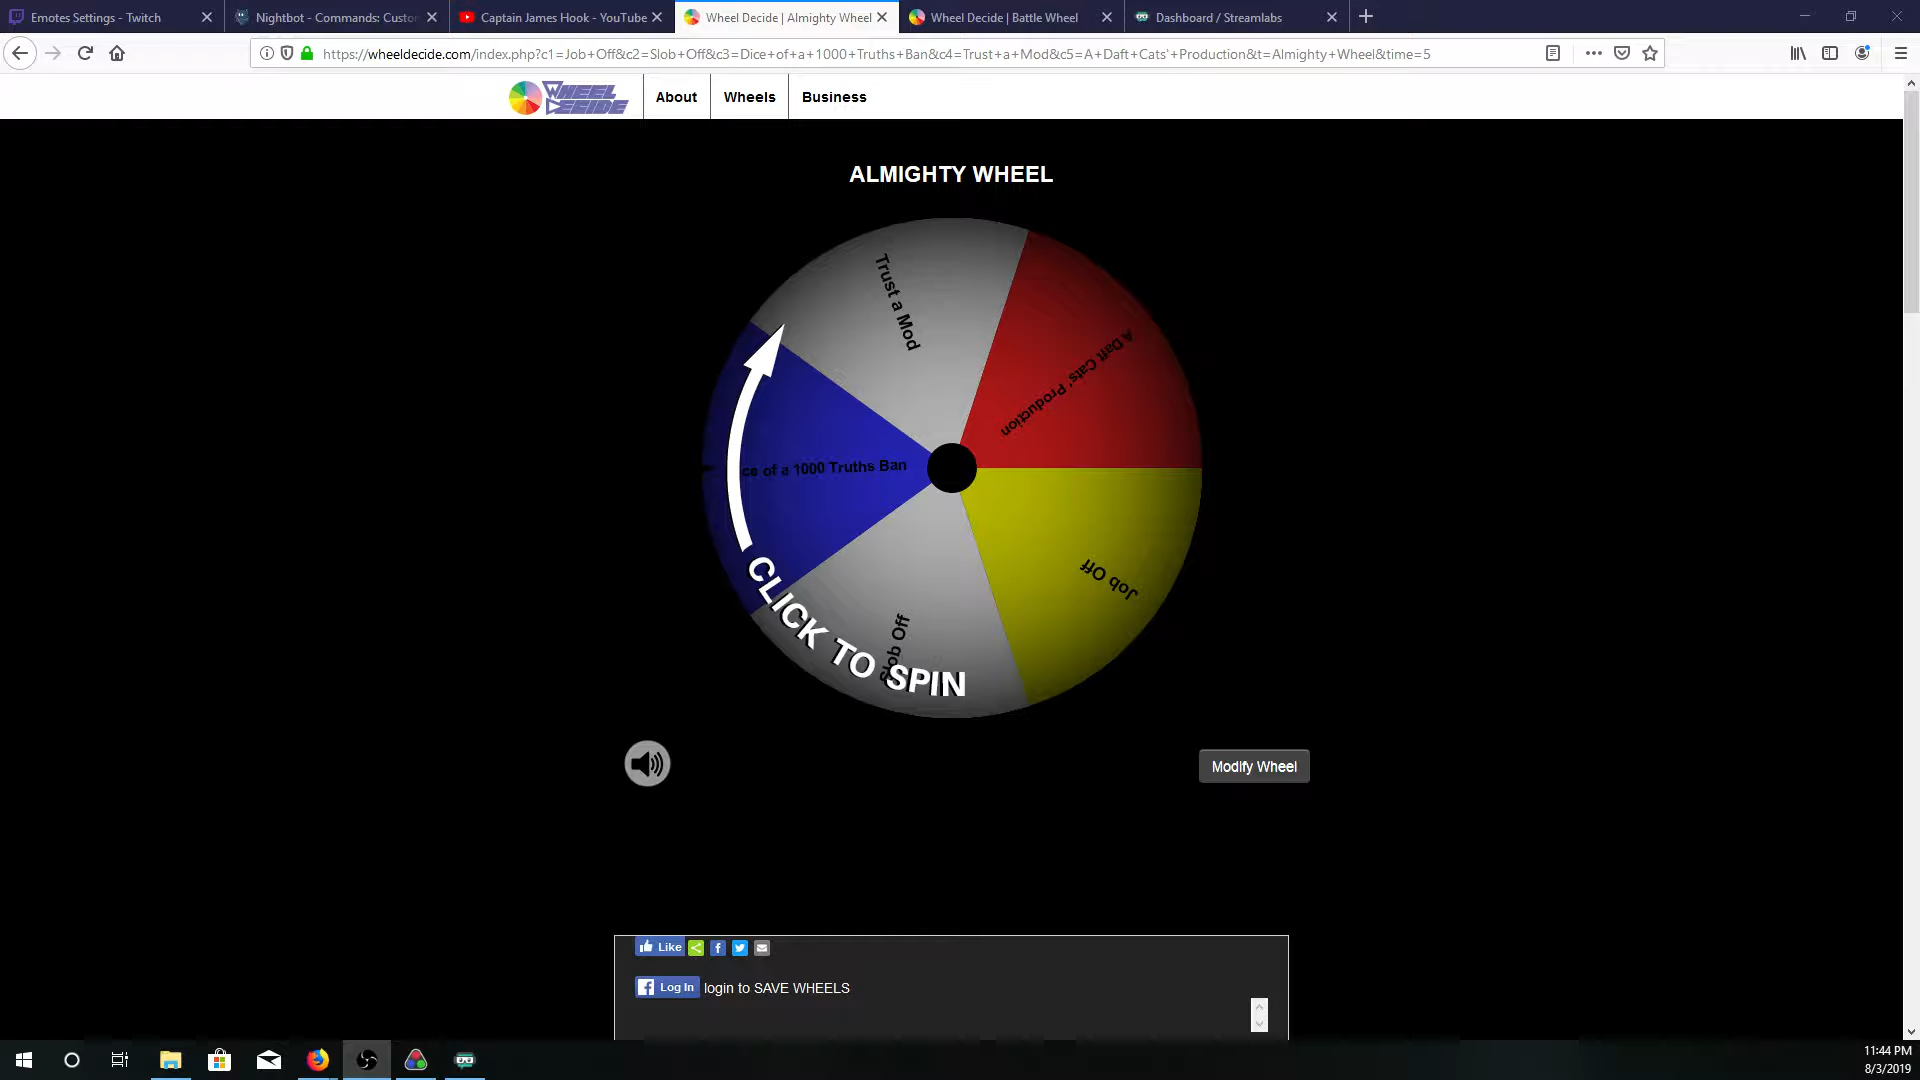 Emotes Settings - Twitch
Nightbot - Commands: Custo
Captain James Hook - YouTube
Wheel Decide | Almighty Wheel
Wheel Decide | Battle Wheel
Dashboard / Streamlabs
https://wheeldecide.com/index.php?c1=Job+Off&c2=Slob+Off&c3=Dice+of+a+1000+Truths+Ban&c4=Trust+a+Mod&c5=A+Daft+Cats'+Production&t=Almighty+Wheel&time=5
WHEEL DECIDE
About
Wheels
Business
ALMIGHTY WHEEL
Trust a Mod
A Daft Cats' Production
ce of a 1000 Truths Ban
Job Off
Slob Off
CLICK TO SPIN
Modify Wheel
Like
Log In login to SAVE WHEELS
11:44 PM
8/3/2019